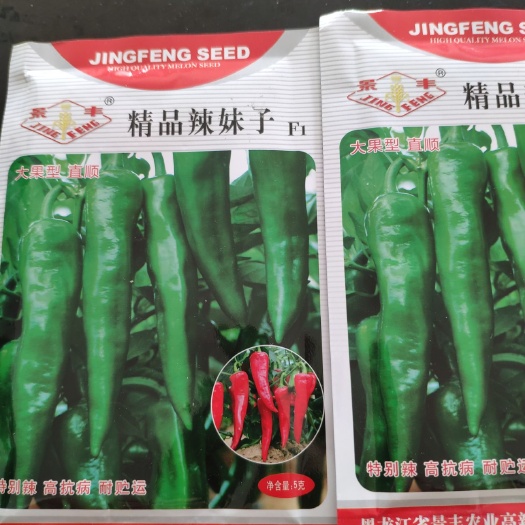 JINGFENG SEED
HIGH QUALITY MELON SEED
景丰
®
JING FENG
精品辣妹子 F1
大果型 直顺
净含量:5克
特别辣 高抗病 耐贮运
JINGFENG SEED
HIGH QUALITY MELON SEED
景丰
®
JING FENG
精品
大果型 直顺
特别辣 高抗病 耐贮运
黑龙江省景丰农业高